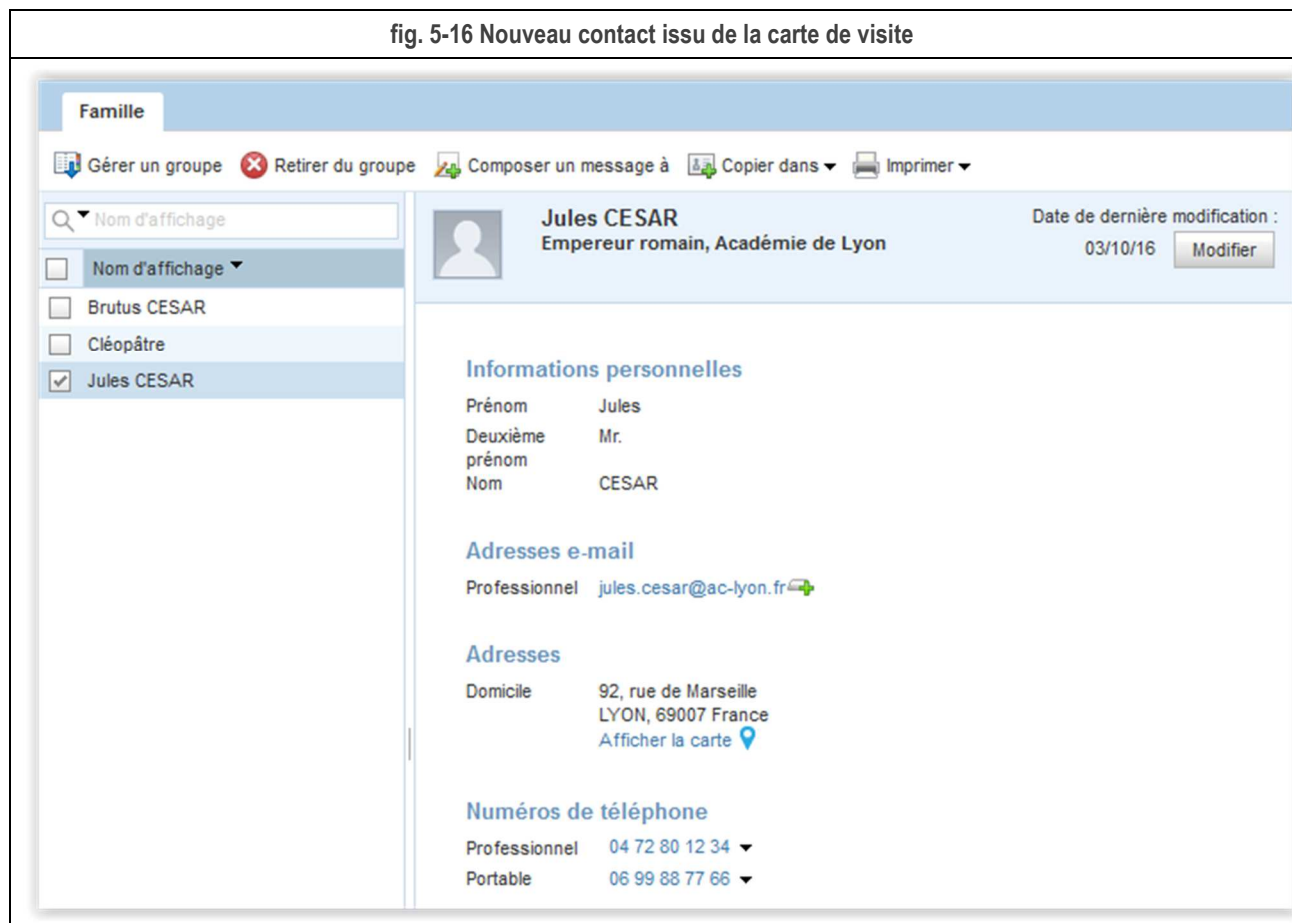 fig. 5-16 Nouveau contact issu de la carte de visite
Famille
Gérer un groupe Retirer du groupe Composer un message à Copier dans Imprimer
Nom d'affichage
Nom d'affichage
Brutus CESAR
Cléopâtre
Jules CESAR
Jules CESAR
Empereur romain, Académie de Lyon
Date de dernière modification :
03/10/16 Modifier
Informations personnelles
Prénom Jules
Deuxième prénom Mr.
Nom CESAR
Adresses e-mail
Professionnel jules.cesar@ac-lyon.fr
Adresses
Domicile 92, rue de Marseille
LYON, 69007 France
Afficher la carte
Numéros de téléphone
Professionnel 04 72 80 12 34
Portable 06 99 88 77 66